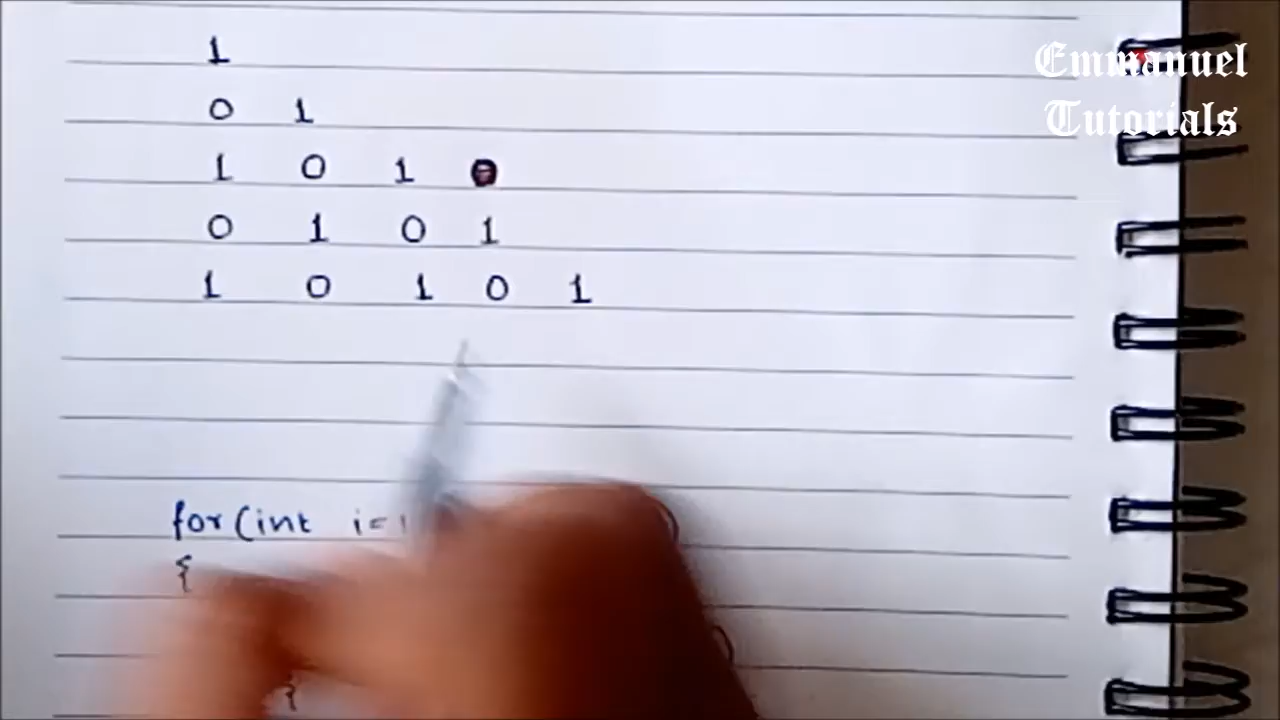 1
0 1
1 0 1
0 1 0 1
1 0 1 0 1
for(int i=1
{
{
Emmanuel
Tutorials